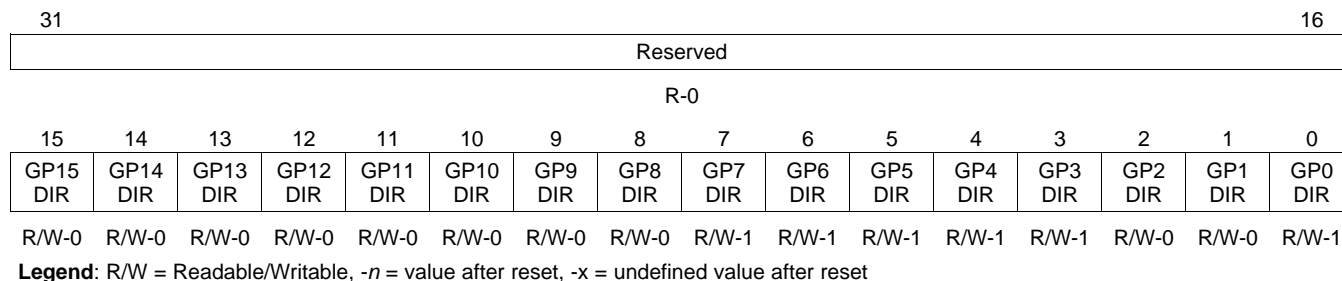 31 16
Reserved
R-0
15 14 13 12 11 10 9 8 7 6 5 4 3 2 1 0
GP15 GP14 GP13 GP12 GP11 GP10 GP9 GP8 GP7 GP6 GP5 GP4 GP3 GP2 GP1 GP0
DIR DIR DIR DIR DIR DIR DIR DIR DIR DIR DIR DIR DIR DIR DIR DIR
R/W-0 R/W-0 R/W-0 R/W-0 R/W-0 R/W-0 R/W-0 R/W-0 R/W-1 R/W-1 R/W-1 R/W-1 R/W-1 R/W-0 R/W-0 R/W-1
Legend: R/W = Readable/Writable, -n = value after reset, -x = undefined value after reset